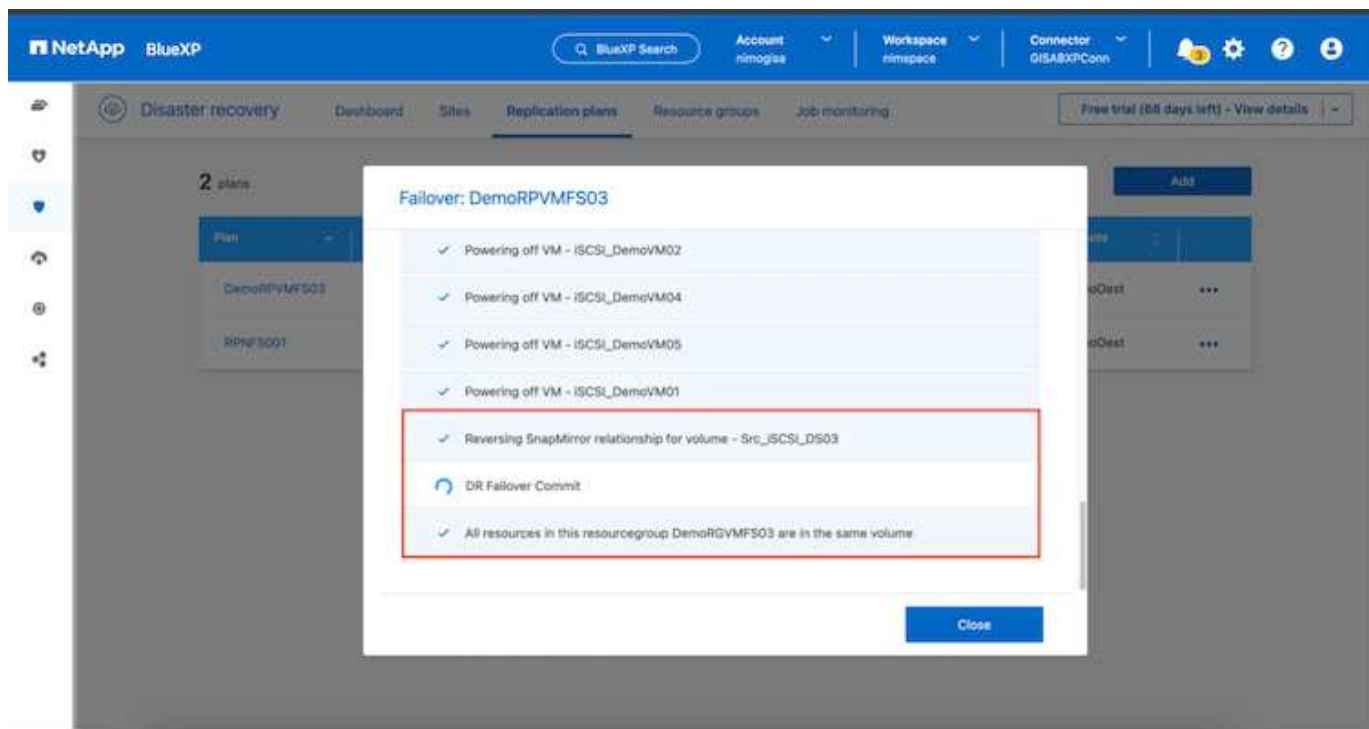 NetApp BlueXP
BlueXP Search
Account
nimogisa
Workspace
nimspace
Connector
GISABXPConn
Disaster recovery
Dashboard
Sites
Replication plans
Resource groups
Job monitoring
Free trial (68 days left) - View details
2 plans
Add
Plan
DemoRPVMFS03
RPNFS001
oDest
oDest
Failover: DemoRPVMFS03
Powering off VM - iSCSI_DemoVM02
Powering off VM - iSCSI_DemoVM04
Powering off VM - iSCSI_DemoVM05
Powering off VM - iSCSI_DemoVM01
Reversing SnapMirror relationship for volume - Src_iSCSI_DS03
DR Failover Commit
All resources in this resourcegroup DemoRGVMFS03 are in the same volume
Close